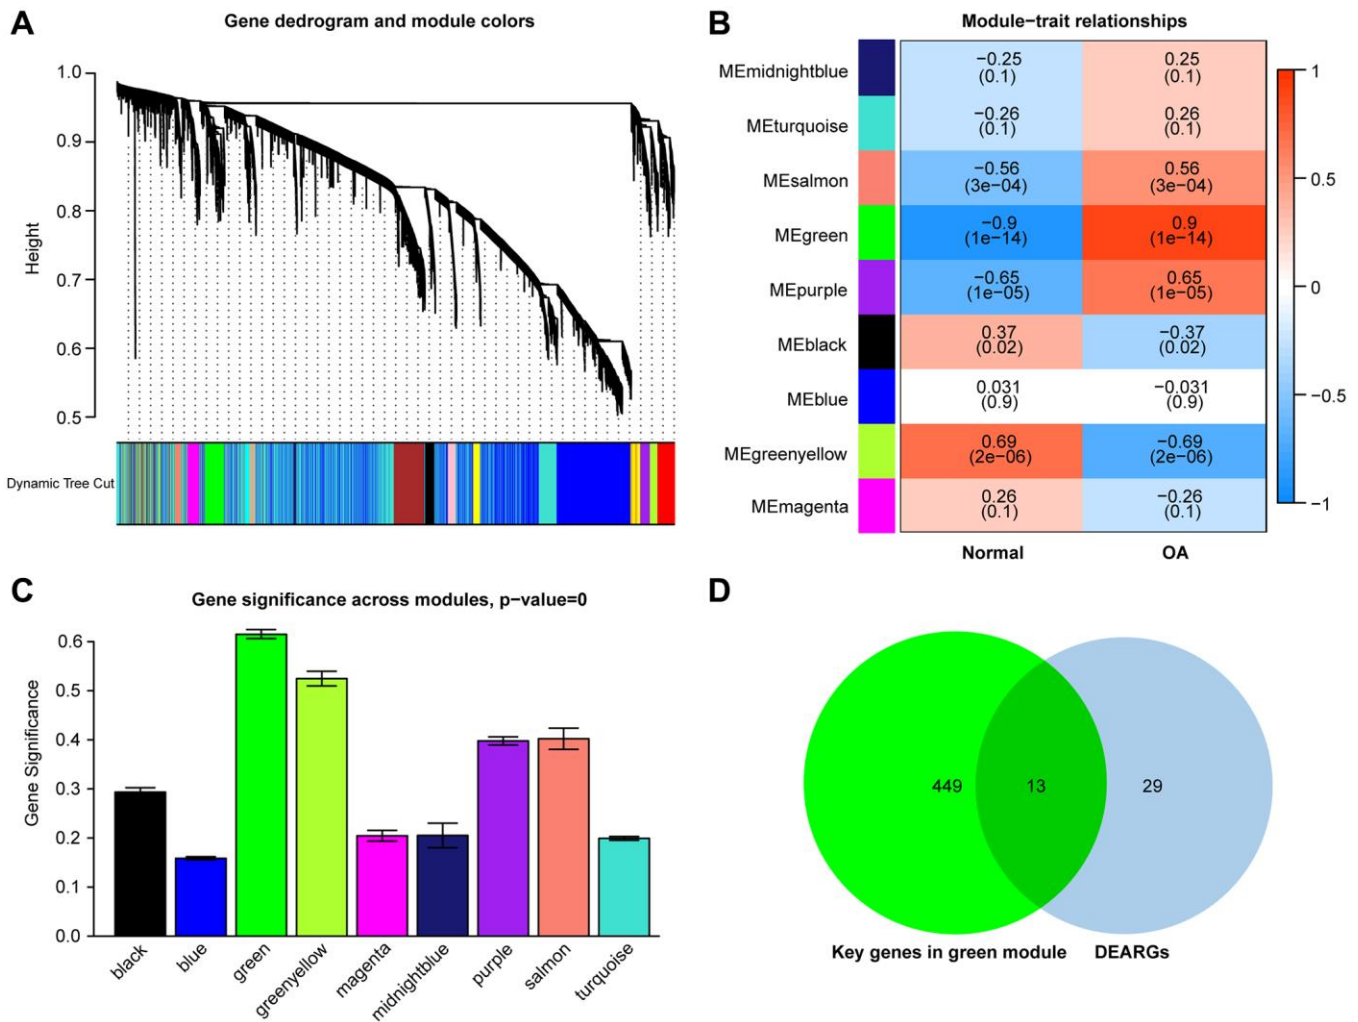 A
Gene dedrogram and module colors
1.0
0.9
0.8
0.7
0.6
0.5
Height
Dynamic Tree Cut
B
Module−trait relationships
MEmidnightblue
−0.25
(0.1)
0.25
(0.1)
MEturquoise
−0.26
(0.1)
0.26
(0.1)
MEsalmon
−0.56
(3e−04)
0.56
(3e−04)
MEgreen
−0.9
(1e−14)
0.9
(1e−14)
MEpurple
−0.65
(1e−05)
0.65
(1e−05)
MEblack
0.37
(0.02)
−0.37
(0.02)
MEblue
0.031
(0.9)
−0.031
(0.9)
MEgreenyellow
0.69
(2e−06)
−0.69
(2e−06)
MEmagenta
0.26
(0.1)
−0.26
(0.1)
Normal
OA
1
0.5
0
−0.5
−1
C
Gene significance across modules, p−value=0
0.6
0.5
0.4
0.3
0.2
0.1
0.0
Gene Significance
black
blue
green
greenyellow
magenta
midnightblue
purple
salmon
turquoise
D
449
13
29
Key genes in green module
DEARGs